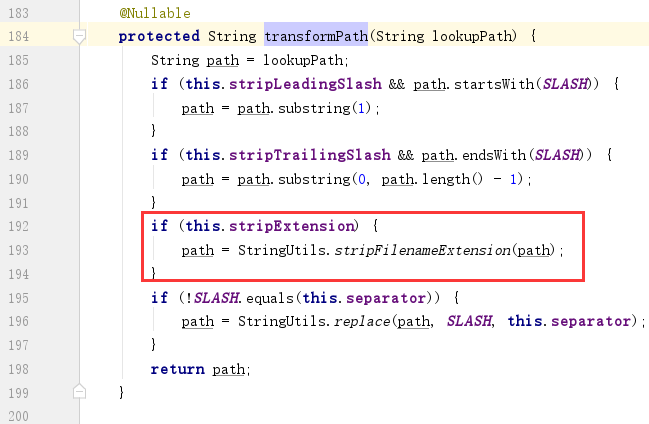 183 @Nullable
184 protected String transformPath(String lookupPath) {
185 String path = lookupPath;
186 if (this.stripLeadingSlash && path.startsWith(SLASH)) {
187 path = path.substring(1);
188 }
189 if (this.stripTrailingSlash && path.endsWith(SLASH)) {
190 path = path.substring(0, path.length() - 1);
191 }
192 if (this.stripExtension) {
193 path = StringUtils.stripFilenameExtension(path);
194 }
195 if (!SLASH.equals(this.separator)) {
196 path = StringUtils.replace(path, SLASH, this.separator);
197 }
198 return path;
199 }
200